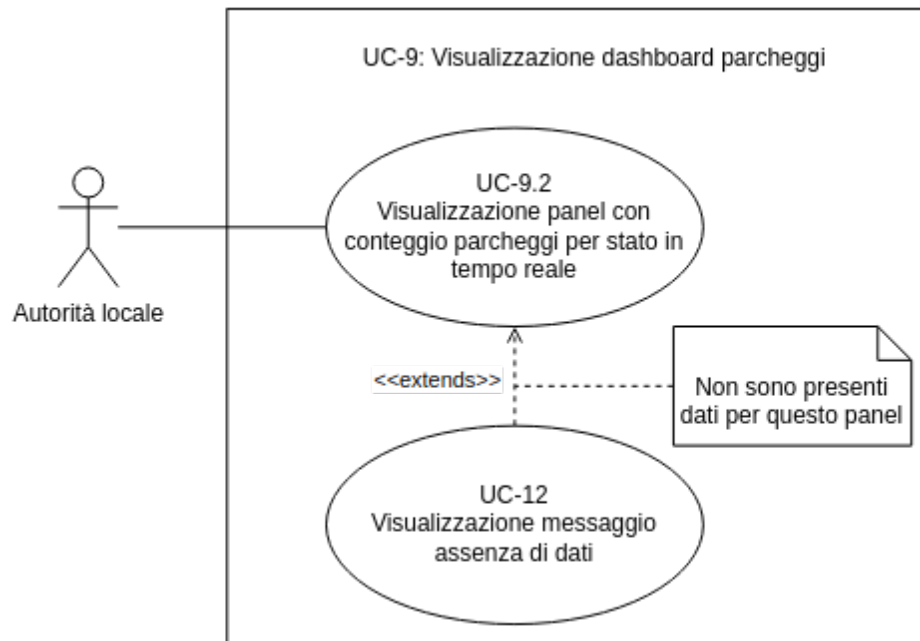 UC-9: Visualizzazione dashboard parcheggi
UC-9.2
Visualizzazione panel con
conteggio parcheggi per stato in
tempo reale
Autorità locale
<<extends>>
Non sono presenti
dati per questo panel
UC-12
Visualizzazione messaggio
assenza di dati